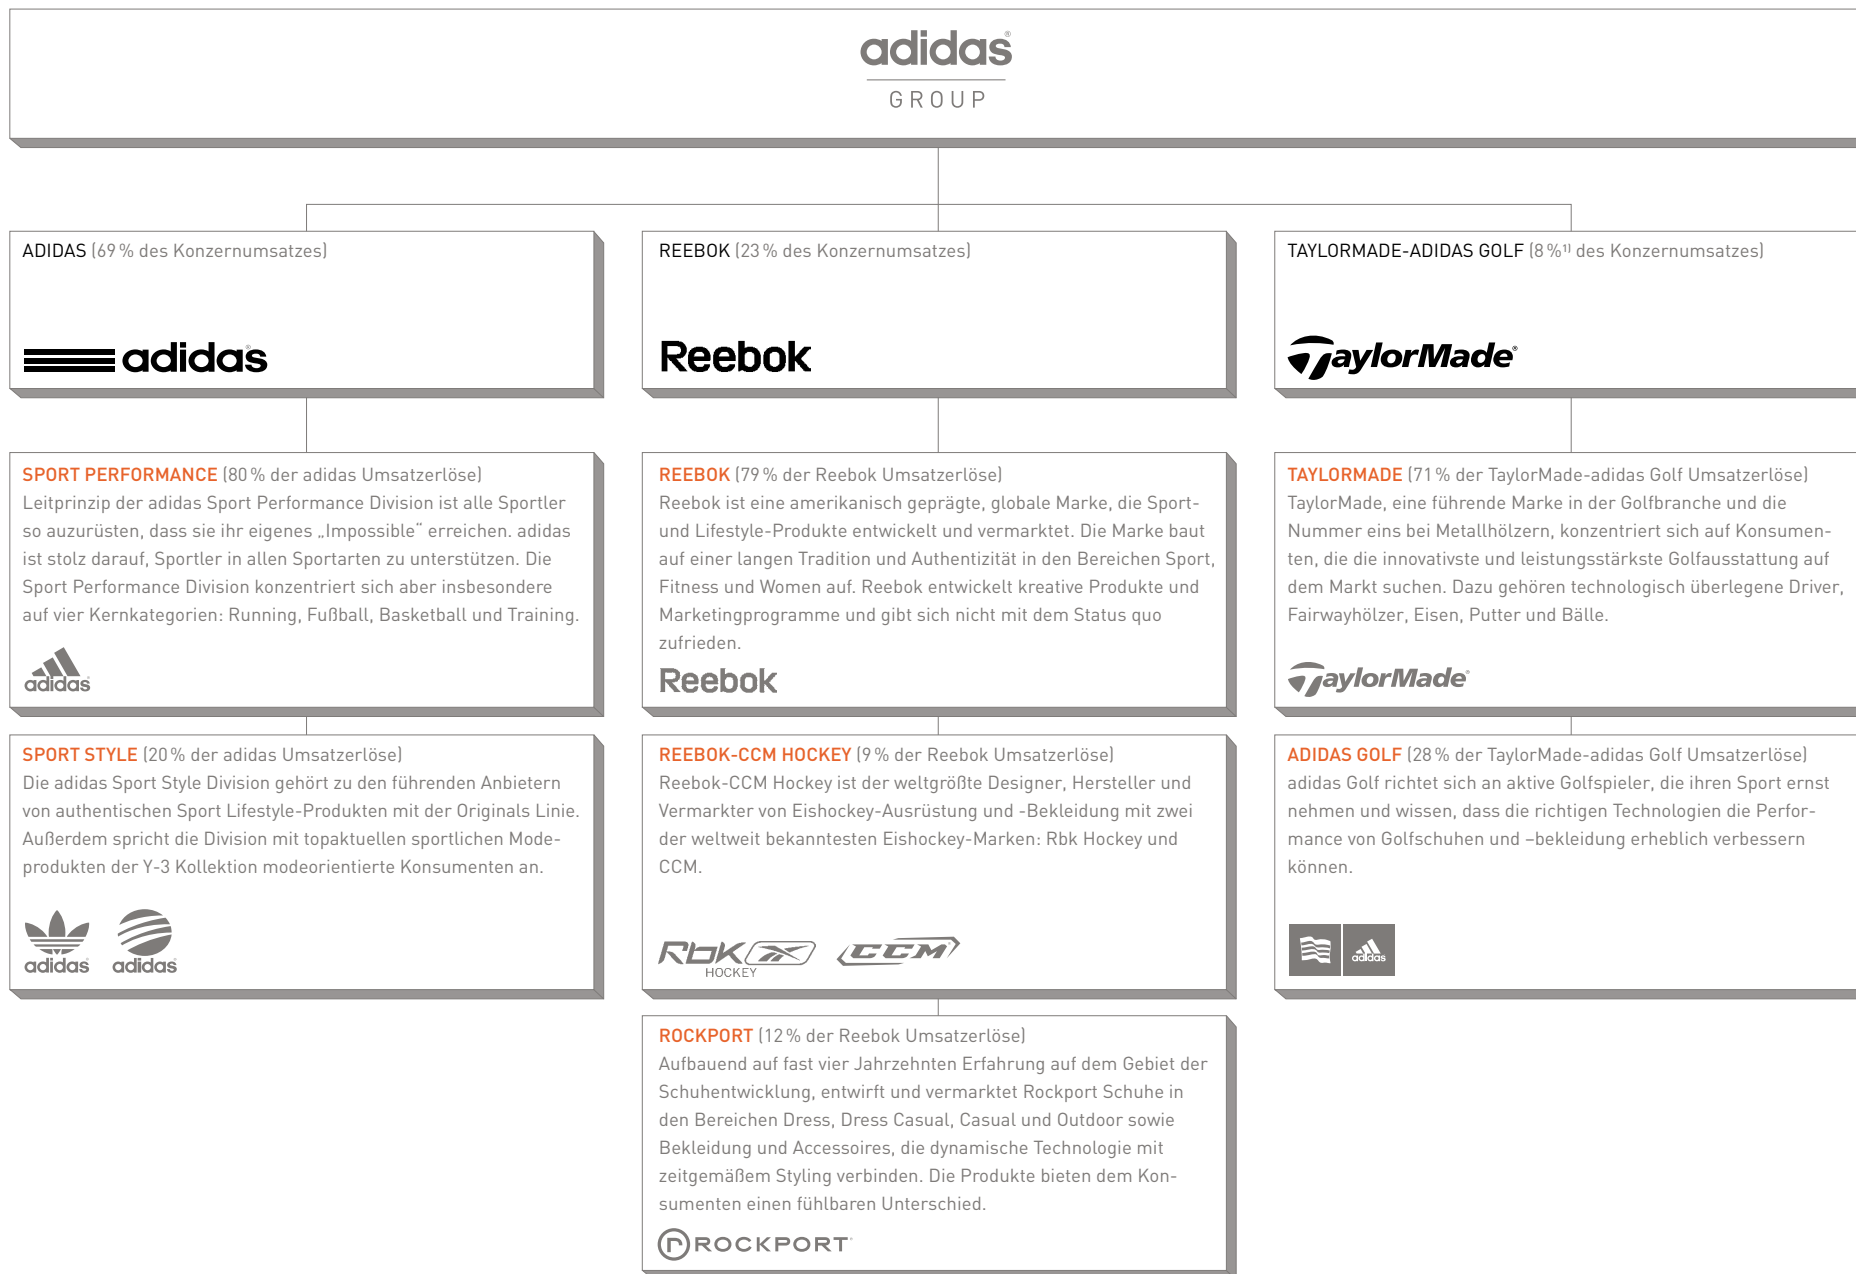 adidas®
GROUP
ADIDAS (69 % des Konzernumsatzes)
adidas
REEBOK (23 % des Konzernumsatzes)
Reebok
TAYLORMADE-ADIDAS GOLF (8 %¹⁾ des Konzernumsatzes)
TaylorMade®
SPORT PERFORMANCE (80 % der adidas Umsatzerlöse)
Leitprinzip der adidas Sport Performance Division ist alle Sportler
so auzurüsten, dass sie ihr eigenes „Impossible“ erreichen. adidas
ist stolz darauf, Sportler in allen Sportarten zu unterstützen. Die
Sport Performance Division konzentriert sich aber insbesondere
auf vier Kernkategorien: Running, Fußball, Basketball und Training.
adidas
SPORT STYLE (20 % der adidas Umsatzerlöse)
Die adidas Sport Style Division gehört zu den führenden Anbietern
von authentischen Sport Lifestyle-Produkten mit der Originals Linie.
Außerdem spricht die Division mit topaktuellen sportlichen Mode-
produkten der Y-3 Kollektion modeorientierte Konsumenten an.
adidas adidas
REEBOK (79 % der Reebok Umsatzerlöse)
Reebok ist eine amerikanisch geprägte, globale Marke, die Sport-
und Lifestyle-Produkte entwickelt und vermarktet. Die Marke baut
auf einer langen Tradition und Authentizität in den Bereichen Sport,
Fitness und Women auf. Reebok entwickelt kreative Produkte und
Marketingprogramme und gibt sich nicht mit dem Status quo
zufrieden.
Reebok
REEBOK-CCM HOCKEY (9 % der Reebok Umsatzerlöse)
Reebok-CCM Hockey ist der weltgrößte Designer, Hersteller und
Vermarkter von Eishockey-Ausrüstung und -Bekleidung mit zwei
der weltweit bekanntesten Eishockey-Marken: Rbk Hockey und
CCM.
RbK CCM
HOCKEY
ROCKPORT (12 % der Reebok Umsatzerlöse)
Aufbauend auf fast vier Jahrzehnten Erfahrung auf dem Gebiet der
Schuhentwicklung, entwirft und vermarktet Rockport Schuhe in
den Bereichen Dress, Dress Casual, Casual und Outdoor sowie
Bekleidung und Accessoires, die dynamische Technologie mit
zeitgemäßem Styling verbinden. Die Produkte bieten dem Kon-
sumenten einen fühlbaren Unterschied.
r ROCKPORT
TAYLORMADE (71 % der TaylorMade-adidas Golf Umsatzerlöse)
TaylorMade, eine führende Marke in der Golfbranche und die
Nummer eins bei Metallhölzern, konzentriert sich auf Konsumen-
ten, die die innovativste und leistungsstärkste Golfausstattung auf
dem Markt suchen. Dazu gehören technologisch überlegene Driver,
Fairwayhölzer, Eisen, Putter und Bälle.
TaylorMade
ADIDAS GOLF (28 % der TaylorMade-adidas Golf Umsatzerlöse)
adidas Golf richtet sich an aktive Golfspieler, die ihren Sport ernst
nehmen und wissen, dass die richtigen Technologien die Perfor-
mance von Golfschuhen und –bekleidung erheblich verbessern
können.
adidas